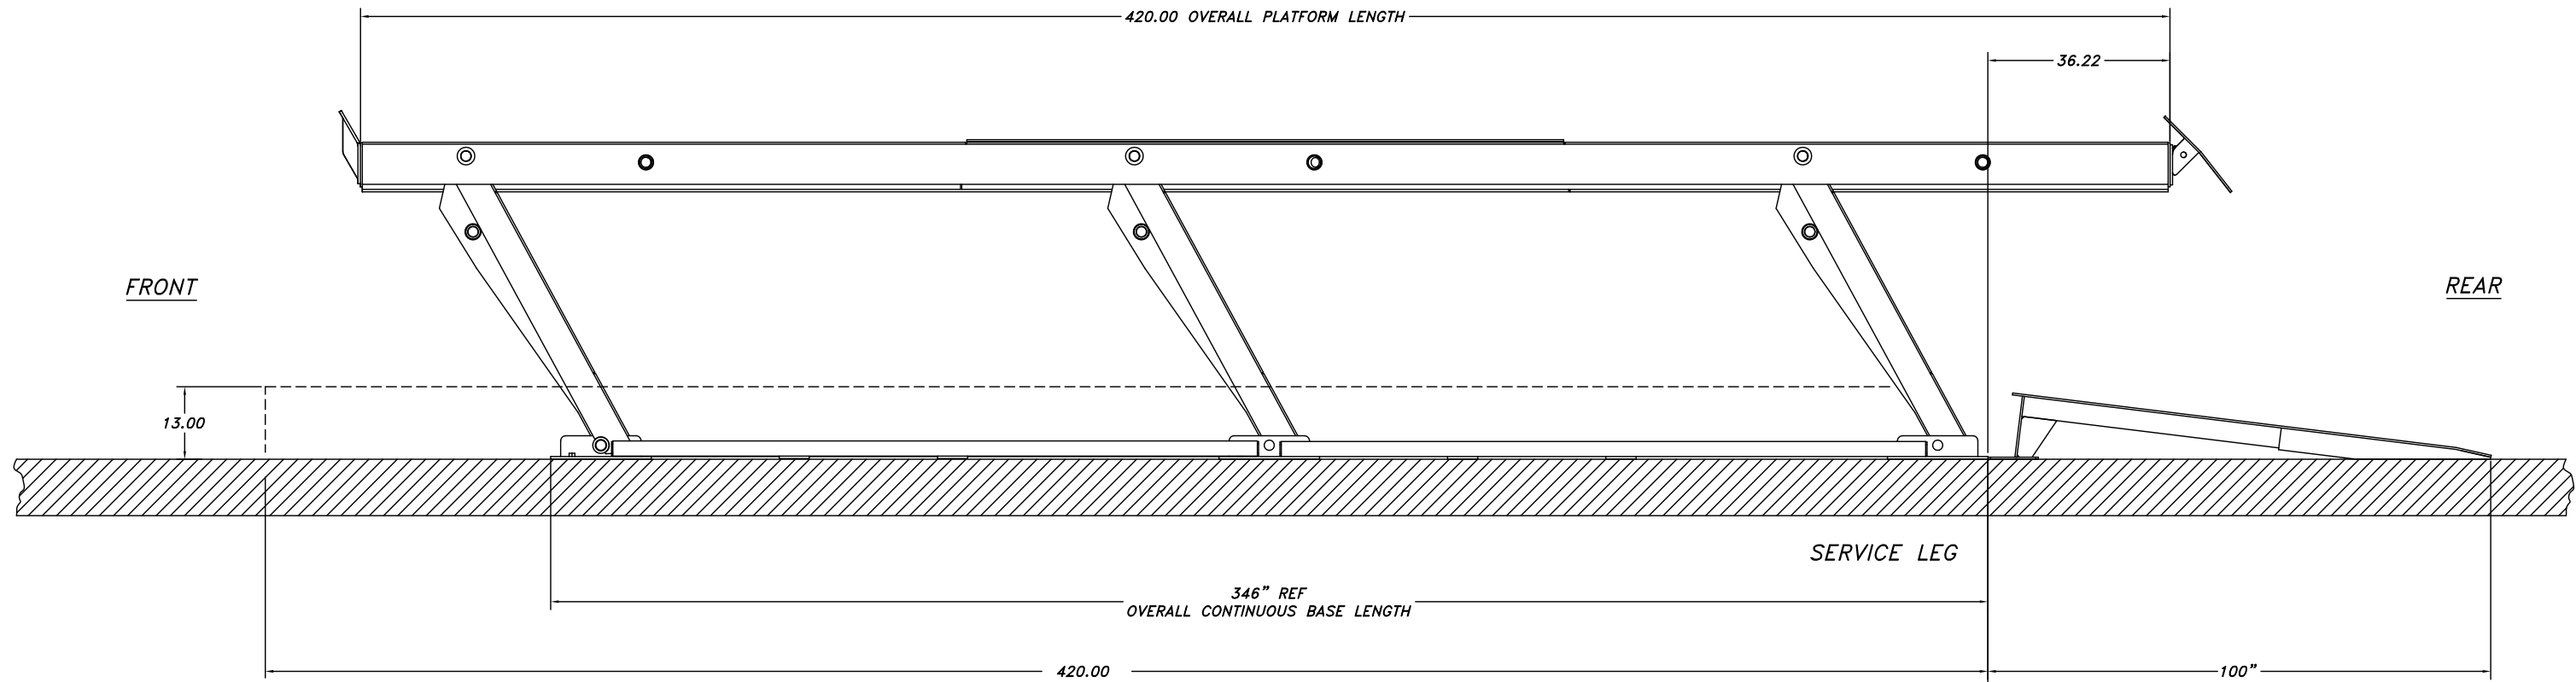 420.00 OVERALL PLATFORM LENGTH
36.22
FRONT
REAR
13.00
SERVICE LEG
346” REF
OVERALL CONTINUOUS BASE LENGTH
420.00
100”